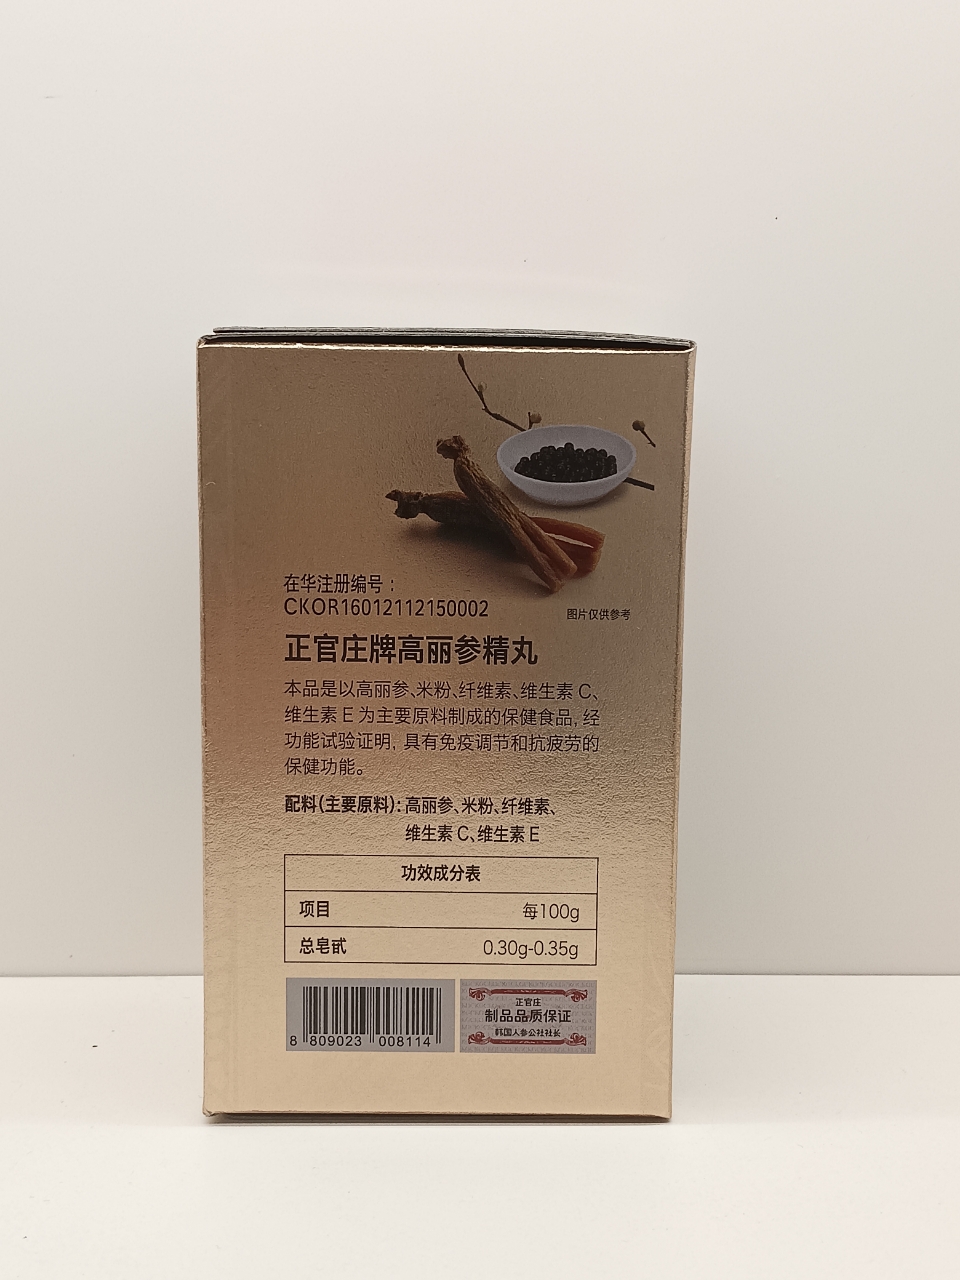 在华注册编号：
CKOR16012112150002
图片仅供参考
正官庄牌高丽参精丸
本品是以高丽参、米粉、纤维素、维生素 C、
维生素 E 为主要原料制成的保健食品, 经
功能试验证明, 具有免疫调节和抗疲劳的
保健功能。
配料(主要原料): 高丽参、米粉、纤维素、
维生素 C、维生素 E
功效成分表
项目 每100g
总皂甙 0.30g-0.35g
8 809023 008114
正官庄
制品品质保证
韩国人参公社社长